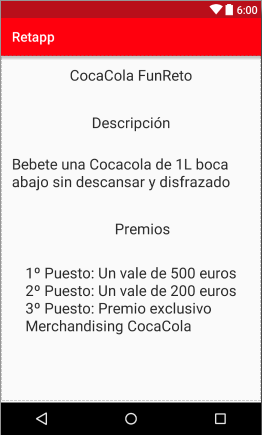 6:00
Retapp
CocaCola FunReto
Descripción
Bebete una Cocacola de 1L boca
abajo sin descansar y disfrazado
Premios
1º Puesto: Un vale de 500 euros
2º Puesto: Un vale de 200 euros
3º Puesto: Premio exclusivo
Merchandising CocaCola